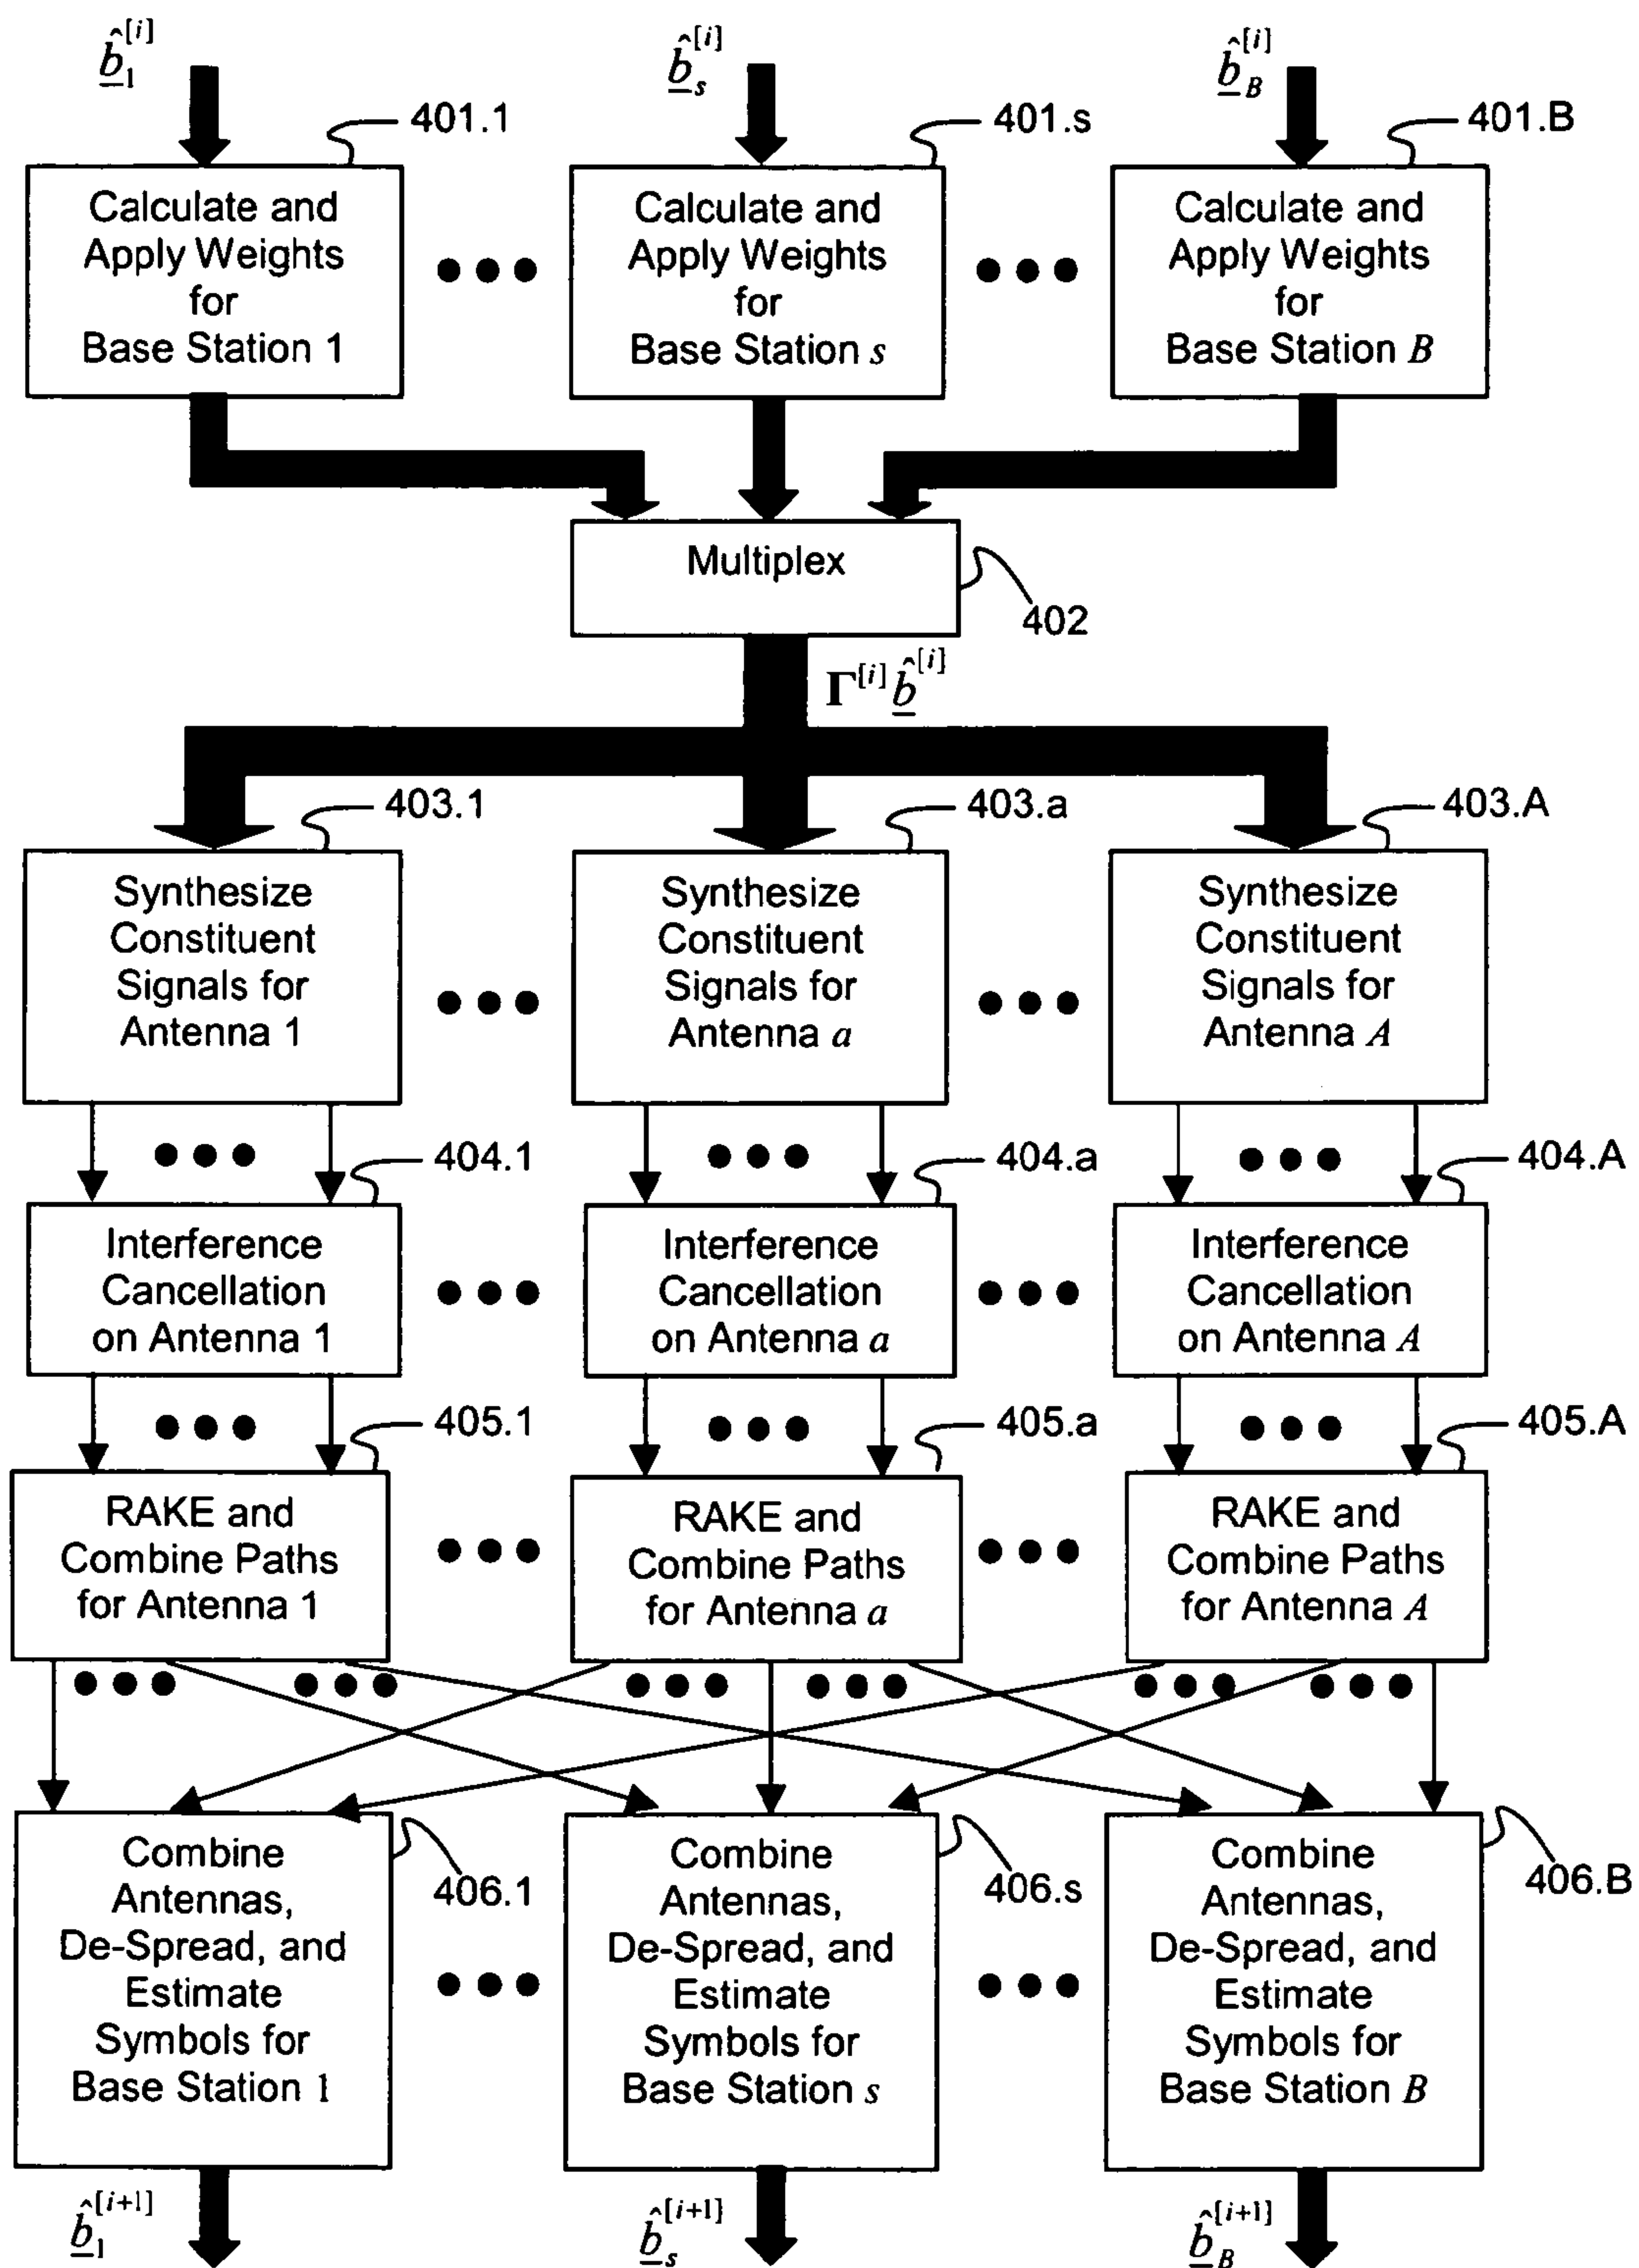 b̲̂₁^[i] b̲̂ₛ^[i] b̲̂_B^[i]
401.1 401.s 401.B
Calculate and
Apply Weights
for
Base Station 1
Calculate and
Apply Weights
for
Base Station s
Calculate and
Apply Weights
for
Base Station B
Multiplex
402
Γ^[i] b̲̂^[i]
403.1 403.a 403.A
Synthesize
Constituent
Signals for
Antenna 1
Synthesize
Constituent
Signals for
Antenna a
Synthesize
Constituent
Signals for
Antenna A
404.1 404.a 404.A
Interference
Cancellation
on Antenna 1
Interference
Cancellation
on Antenna a
Interference
Cancellation
on Antenna A
405.1 405.a 405.A
RAKE and
Combine Paths
for Antenna 1
RAKE and
Combine Paths
for Antenna a
RAKE and
Combine Paths
for Antenna A
Combine
Antennas,
De-Spread, and
Estimate
Symbols for
Base Station 1
406.1
Combine
Antennas,
De-Spread, and
Estimate
Symbols for
Base Station s
406.s
Combine
Antennas,
De-Spread, and
Estimate
Symbols for
Base Station B
406.B
b̲̂₁^[i+1] b̲̂ₛ^[i+1] b̲̂_B^[i+1]